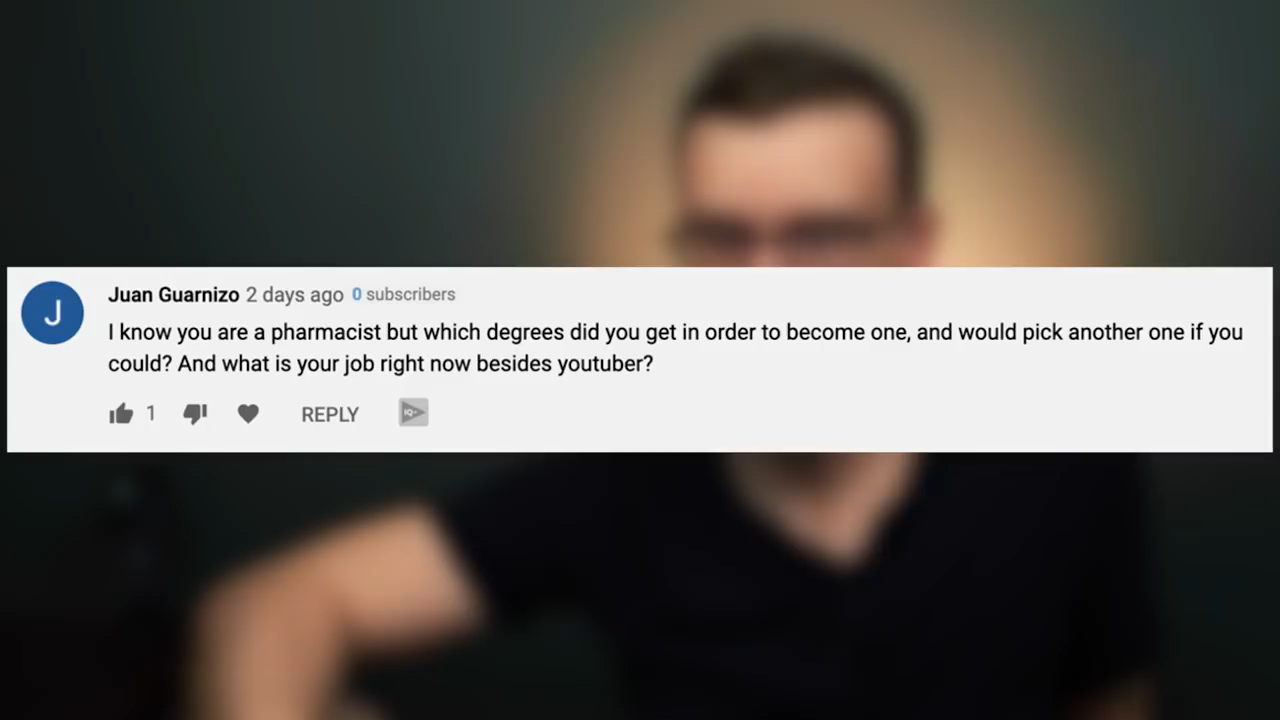 J
Juan Guarnizo 2 days ago 0 subscribers
I know you are a pharmacist but which degrees did you get in order to become one, and would pick another one if you
could? And what is your job right now besides youtuber?
1 REPLY IQ